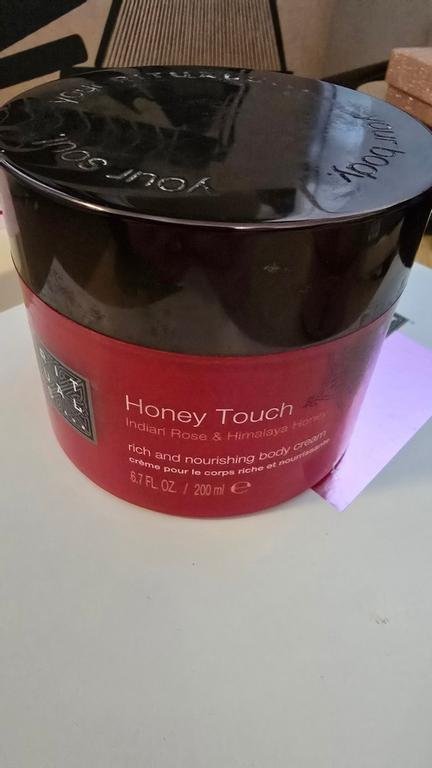 your soul.
your body.
RITUAL
Honey Touch
Indian Rose & Himalaya Honey
rich and nourishing body cream
crème pour le corps riche et nourrissante
6.7 FL. OZ. / 200 ml ℮